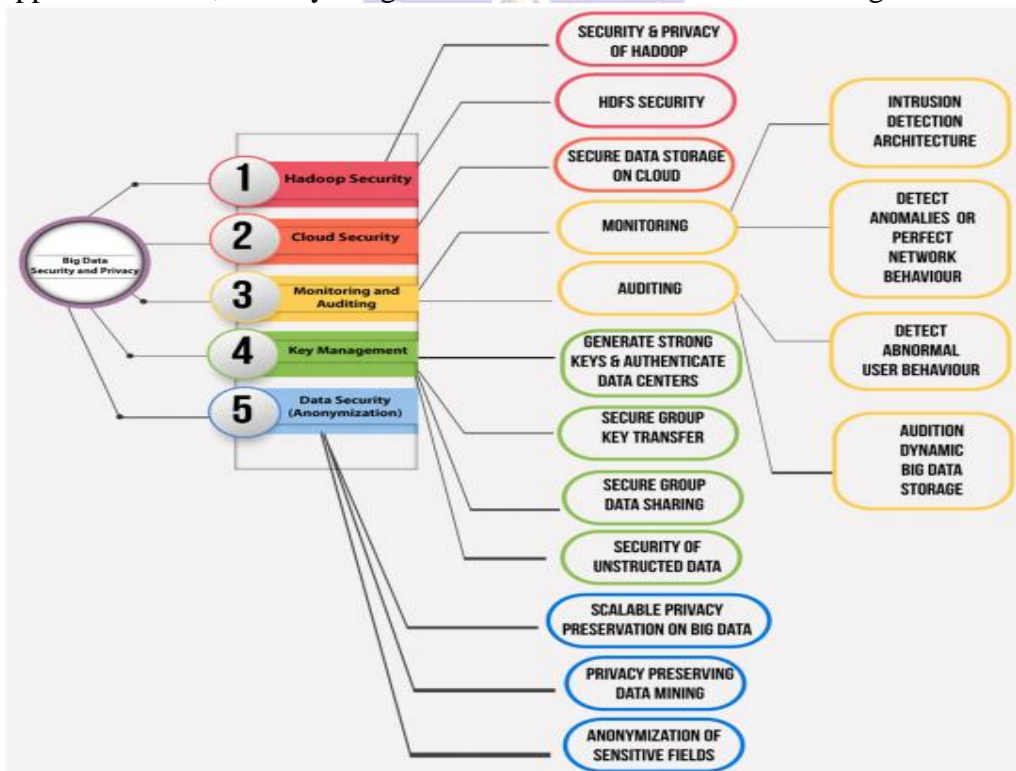 SECURITY & PRIVACY
OF HADOOP
HDFS SECURITY
SECURE DATA STORAGE
ON CLOUD
MONITORING
AUDITING
GENERATE STRONG
KEYS & AUTHENTICATE
DATA CENTERS
SECURE GROUP
KEY TRANSFER
SECURE GROUP
DATA SHARING
SECURITY OF
UNSTRUCTED DATA
SCALABLE PRIVACY
PRESERVATION ON BIG DATA
PRIVACY PRESERVING
DATA MINING
ANONYMIZATION OF
SENSITIVE FIELDS
INTRUSION
DETECTION
ARCHITECTURE
DETECT
ANOMALIES OR
PERFECT
NETWORK
BEHAVIOUR
DETECT
ABNORMAL
USER BEHAVIOUR
AUDITION
DYNAMIC
BIG DATA
STORAGE
1
Hadoop Security
2
Cloud Security
3
Monitoring and
Auditing
4
Key Management
5
Data Security
(Anonymization)
Big Data
Security and Privacy